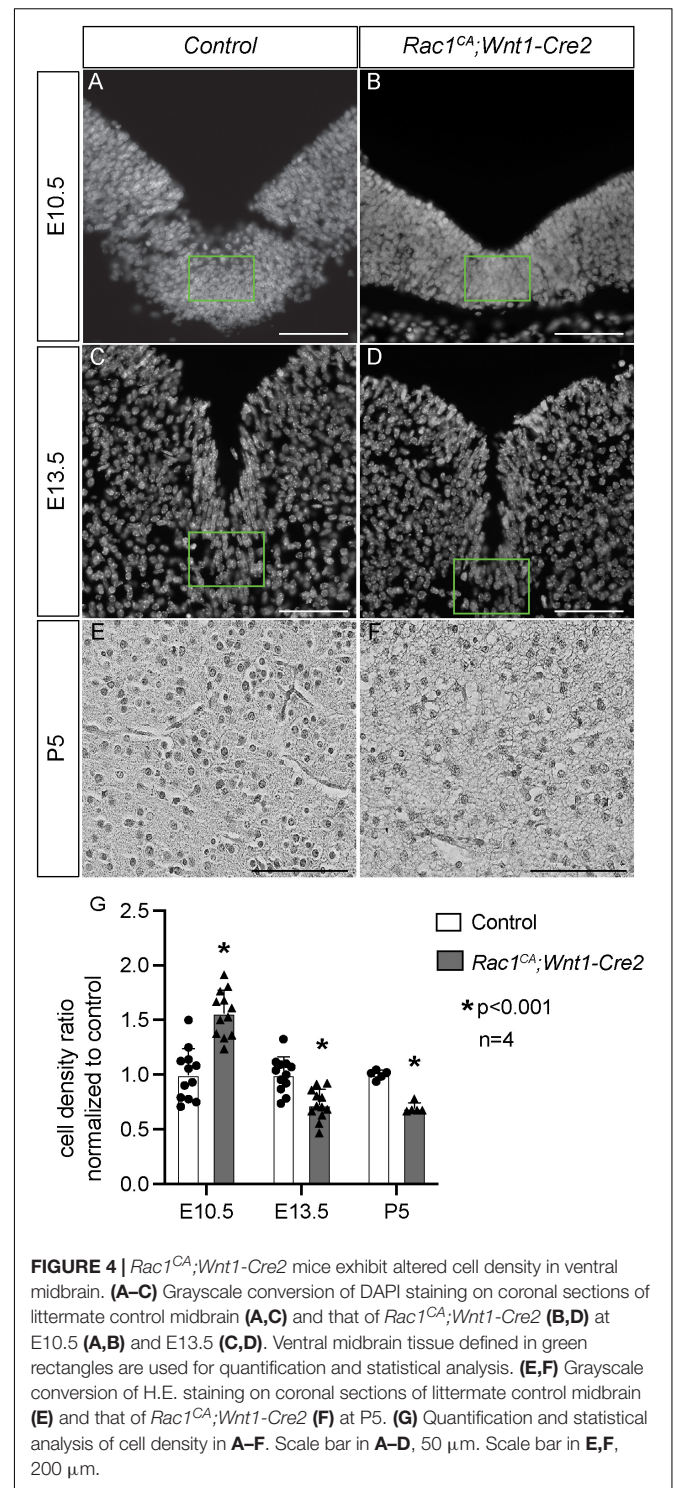 Control
Rac1CA;Wnt1-Cre2
E10.5
A
B
E13.5
C
D
P5
E
F
G
cell density ratio
normalized to control
2.5
2.0
1.5
1.0
0.5
0.0
*
*
*
E10.5
E13.5
P5
Control
Rac1CA;Wnt1-Cre2
* p<0.001
n=4
FIGURE 4 | Rac1CA;Wnt1-Cre2 mice exhibit altered cell density in ventral
midbrain. (A–C) Grayscale conversion of DAPI staining on coronal sections of
littermate control midbrain (A,C) and that of Rac1CA;Wnt1-Cre2 (B,D) at
E10.5 (A,B) and E13.5 (C,D). Ventral midbrain tissue defined in green
rectangles are used for quantification and statistical analysis. (E,F) Grayscale
conversion of H.E. staining on coronal sections of littermate control midbrain
(E) and that of Rac1CA;Wnt1-Cre2 (F) at P5. (G) Quantification and statistical
analysis of cell density in A–F. Scale bar in A–D, 50 μm. Scale bar in E,F,
200 μm.